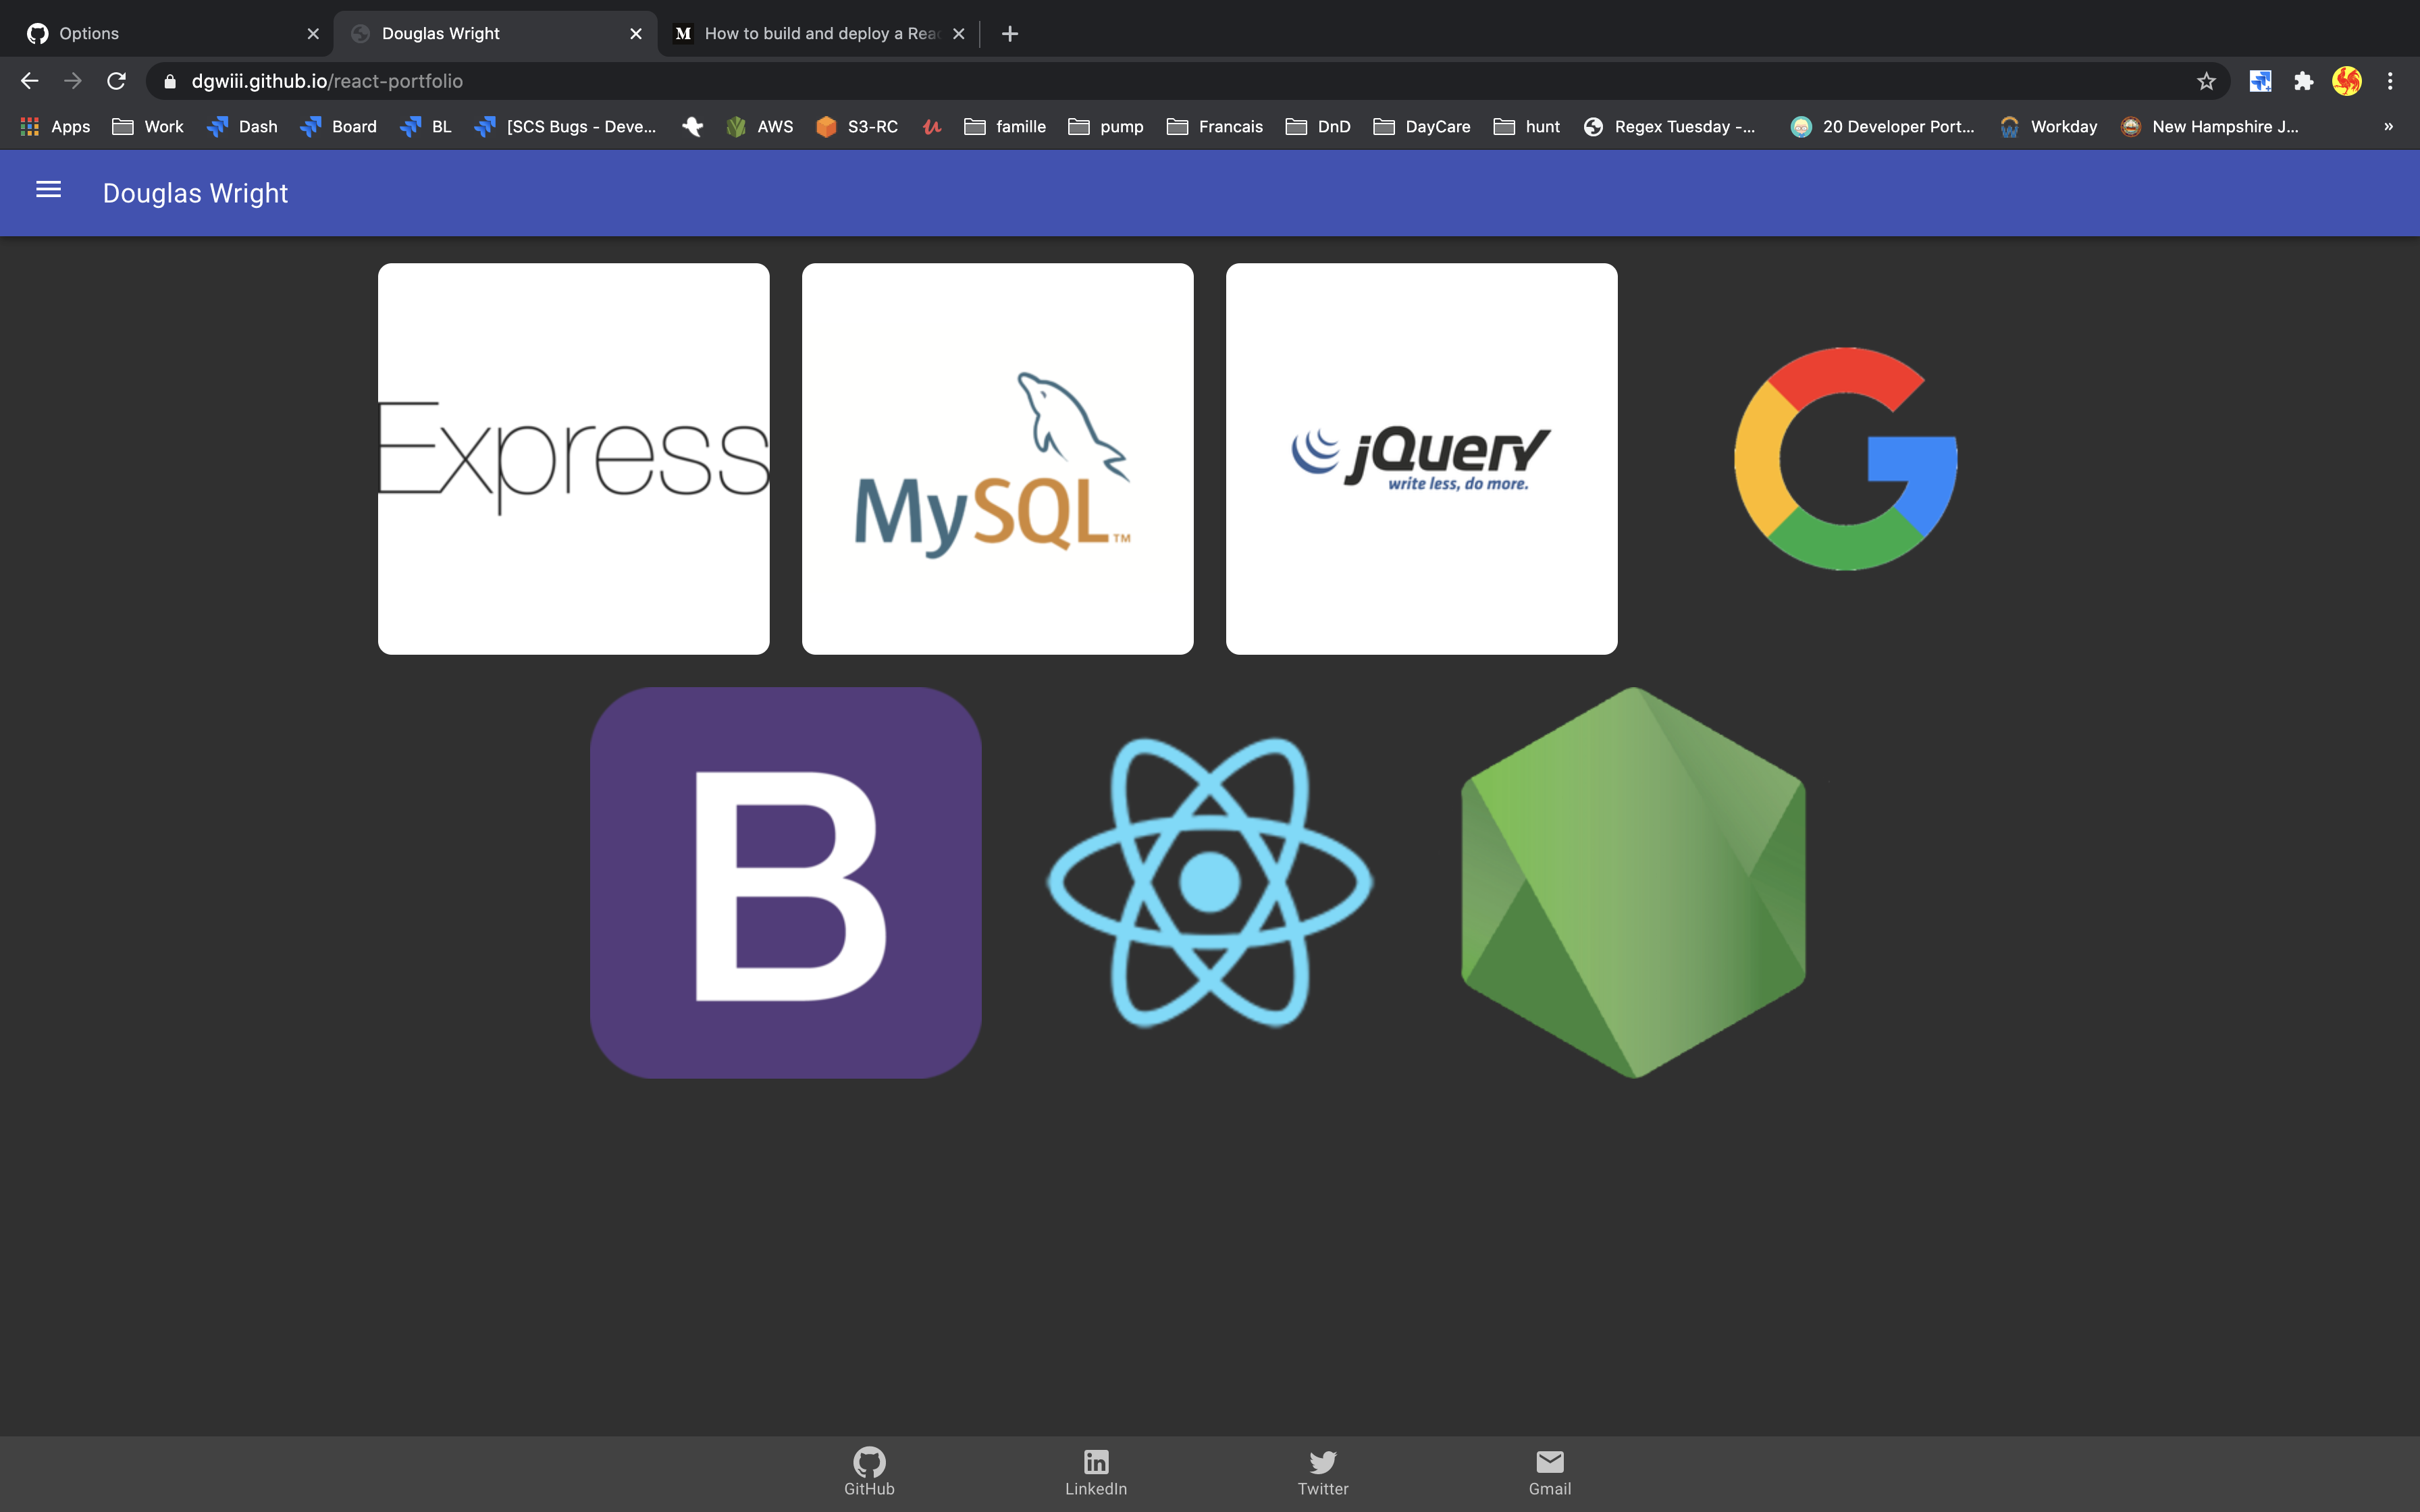 Options
Douglas Wright
M How to build and deploy a Rea
dgwiii.github.io/react-portfolio
Apps Work Dash Board BL [SCS Bugs - Deve... AWS S3-RC famille pump Francais DnD DayCare hunt Regex Tuesday -... 20 Developer Port... Workday New Hampshire J... »
Douglas Wright
Express
MySQL™
jQuery
write less, do more.
G
B
GitHub
in
LinkedIn
Twitter
Gmail